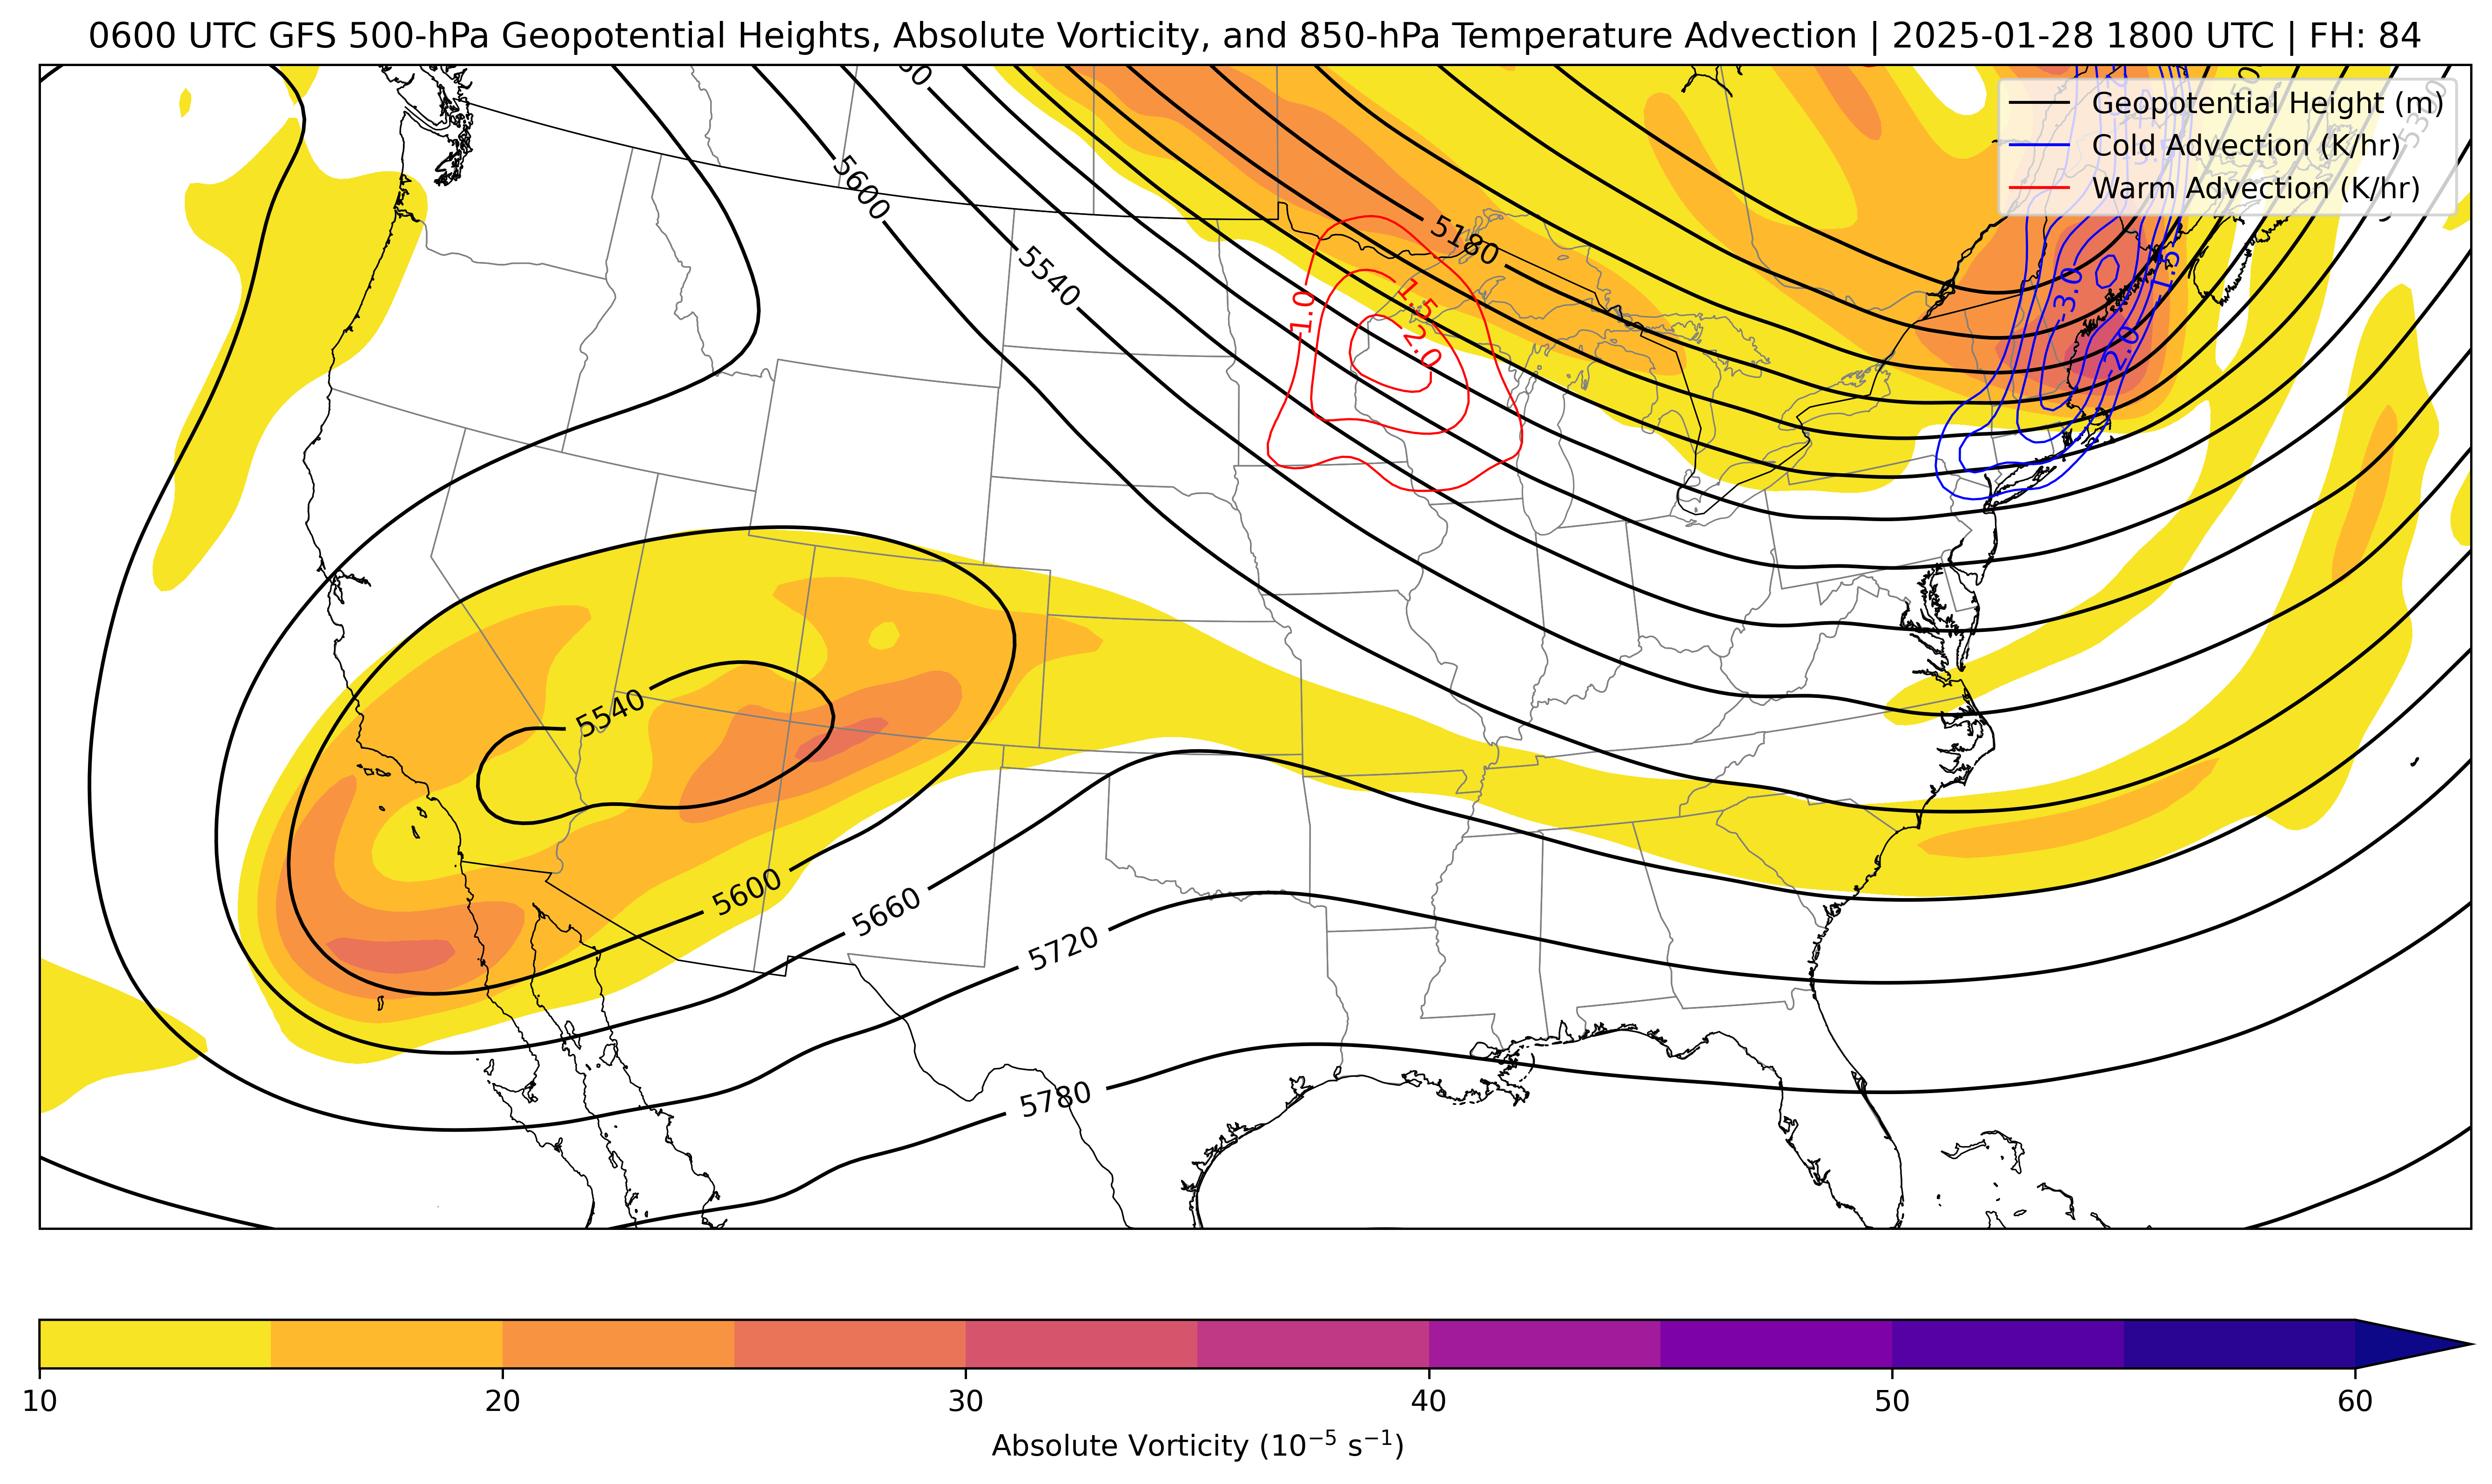 0600 UTC GFS 500-hPa Geopotential Heights, Absolute Vorticity, and 850-hPa Temperature Advection | 2025-01-28 1800 UTC | FH: 84
Geopotential Height (m)
Cold Advection (K/hr)
Warm Advection (K/hr)
5600
5540
5180
1.0
1.5
2.0
-3.0
-1.5
-2.0
5540
5600
5660
5720
5780
10 20 30 40 50 60
Absolute Vorticity (10⁻⁵ s⁻¹)